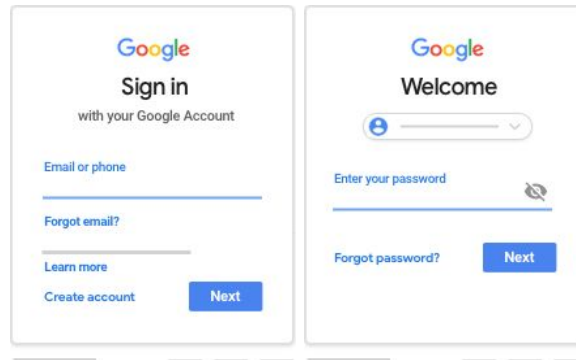 Google
Sign in
with your Google Account
Email or phone
Forgot email?
Learn more
Create account
Next
Google
Welcome
Enter your password
Forgot password?
Next